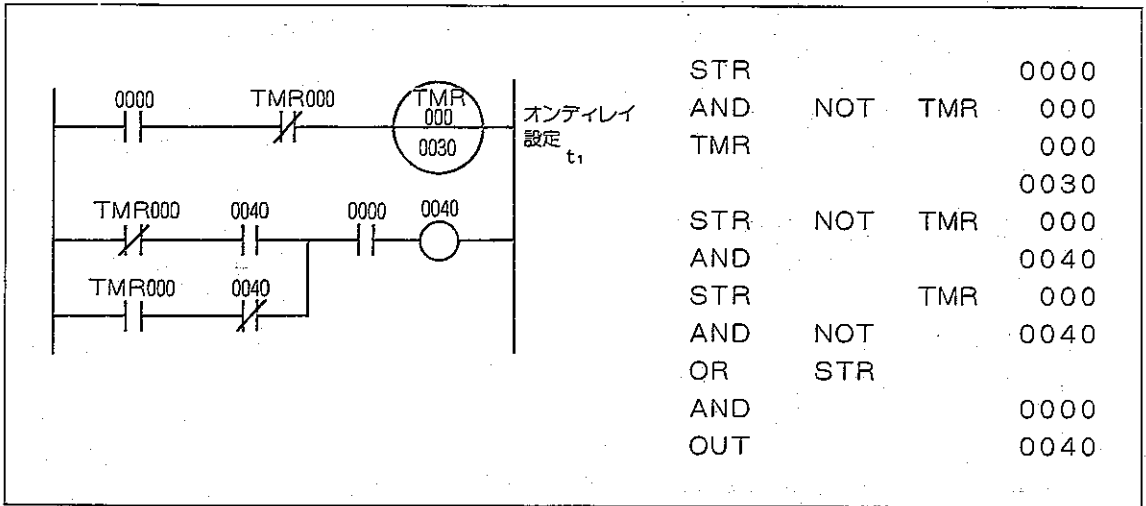 0000 TMR000 TMR
000
0030
オンディレイ
設定
t₁
TMR000 0040 0000 0040
TMR000 0040
STR 0000
AND NOT TMR 000
TMR 000
0030
STR NOT TMR 000
AND 0040
STR TMR 000
AND NOT 0040
OR STR
AND 0000
OUT 0040